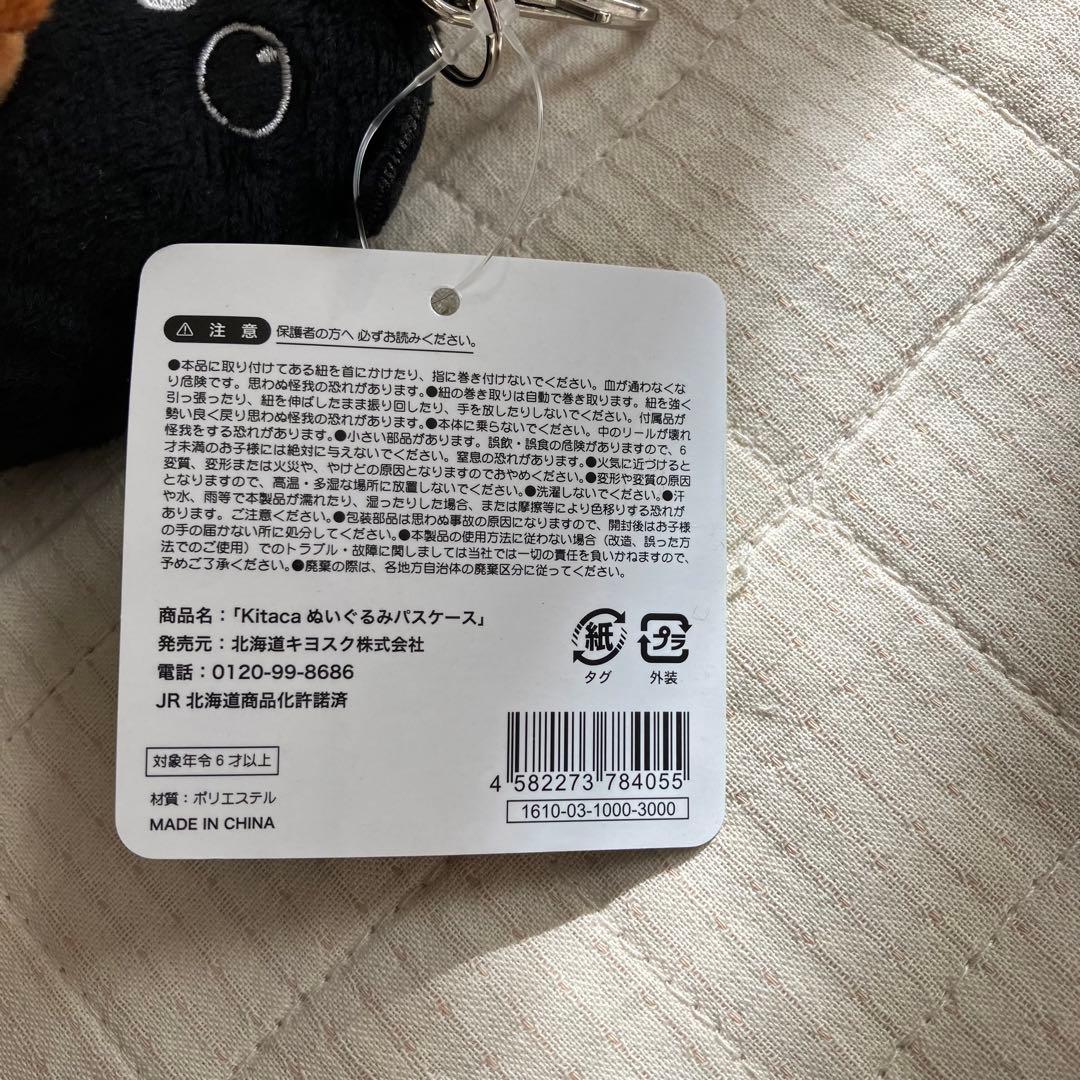 ⚠ 注意 保護者の方へ 必ずお読みください。
●本品に取り付けてある紐を首にかけたり、指に巻き付けないでください。血が通わなくな
り危険です。思わぬ怪我の恐れがあります。●紐の巻き取りは自動で巻き取ります。紐を強く
引っ張ったり、紐を伸ばしたまま振り回したり、手を放したりしないでください。付属品が
勢い良く戻り思わぬ怪我の恐れがあります。●本体に乗らないでください。中のリールが壊れ
怪我をする恐れがあります。●小さい部品があります。誤飲・誤食の危険がありますので、6
才未満のお子様には絶対に与えないでください。窒息の恐れがあります。●火気に近づけると
変質、変形または火災や、やけどの原因となりますのでおやめください。●変形や変質の原因
となりますので、高温・多湿な場所に放置しないでください。●洗濯しないでください。●汗
や水、雨等で本製品が濡れたり、湿ったりした場合、または摩擦等により色移りする恐れが
あります。ご注意ください。●包装部品は思わぬ事故の原因になりますので、開封後はお子様
の手の届かない所に処分してください。●本製品の使用方法に従わない場合（改造、誤った方
法でのご使用）でのトラブル・故障に関しましては当社では一切の責任を負いかねますので、
予めご了承ください。●廃棄の際は、各地方自治体の廃棄区分に従ってください。
商品名：「Kitaca ぬいぐるみパスケース」
発売元：北海道キヨスク株式会社
電話：0120-99-8686
JR 北海道商品化許諾済
紙
タグ
プラ
外装
対象年令6才以上
材質：ポリエステル
MADE IN CHINA
4 582273 784055
1610-03-1000-3000